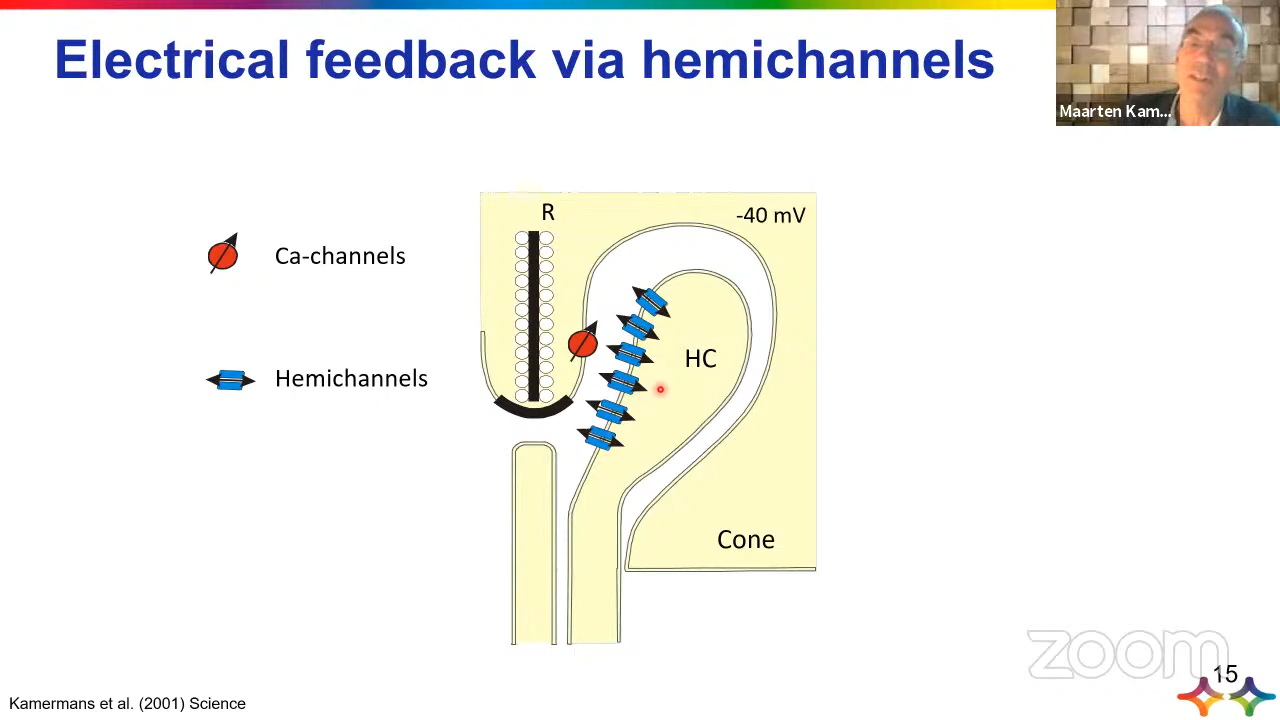 Electrical feedback via hemichannels
Maarten Kam...
R
-40 mV
Ca-channels
HC
Hemichannels
Cone
zoom
15
Kamermans et al. (2001) Science